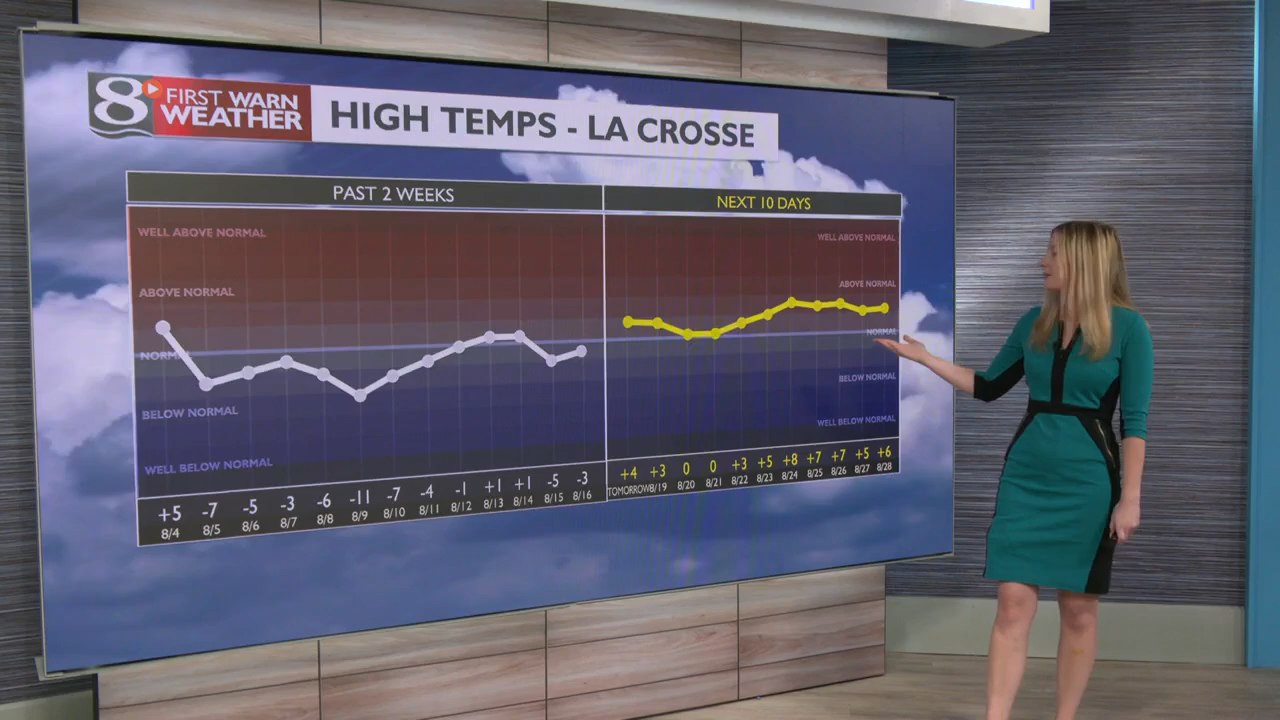 8 FIRST WARN WEATHER
HIGH TEMPS - LA CROSSE
PAST 2 WEEKS
NEXT 10 DAYS
WELL ABOVE NORMAL
ABOVE NORMAL
NORMAL
BELOW NORMAL
WELL BELOW NORMAL
WELL ABOVE NORMAL
ABOVE NORMAL
NORMAL
BELOW NORMAL
WELL BELOW NORMAL
+5 -7 -5 -3 -6 -11 -7 -4 -1 +1 +1 -5 -3
8/4 8/5 8/6 8/7 8/8 8/9 8/10 8/11 8/12 8/13 8/14 8/15 8/16
+4 +3 0 0 +3 +5 +8 +7 +7 +5 +6
TOMORROW 8/19 8/20 8/21 8/22 8/23 8/24 8/25 8/26 8/27 8/28